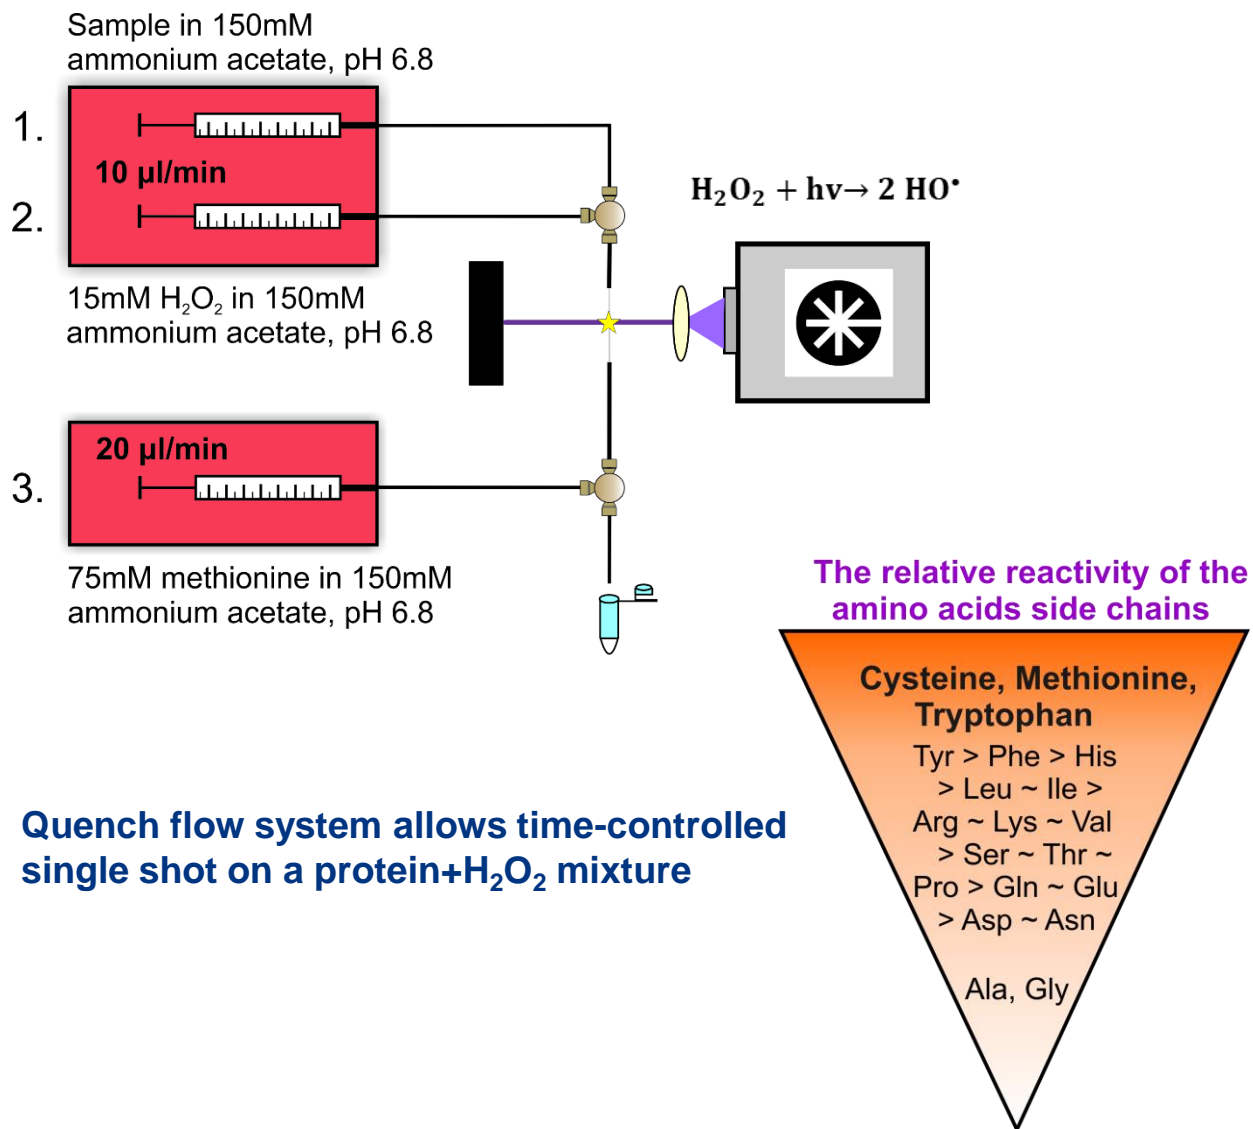 Sample in 150mM
ammonium acetate, pH 6.8
1.
10 µl/min
2.
15mM H₂O₂ in 150mM
ammonium acetate, pH 6.8
H₂O₂ + hv→ 2 HO•
3.
20 µl/min
75mM methionine in 150mM
ammonium acetate, pH 6.8
The relative reactivity of the
amino acids side chains
Cysteine, Methionine,
Tryptophan
Tyr > Phe > His
> Leu ~ Ile >
Arg ~ Lys ~ Val
> Ser ~ Thr ~
Pro > Gln ~ Glu
> Asp ~ Asn
Ala, Gly
Quench flow system allows time-controlled
single shot on a protein+H₂O₂ mixture